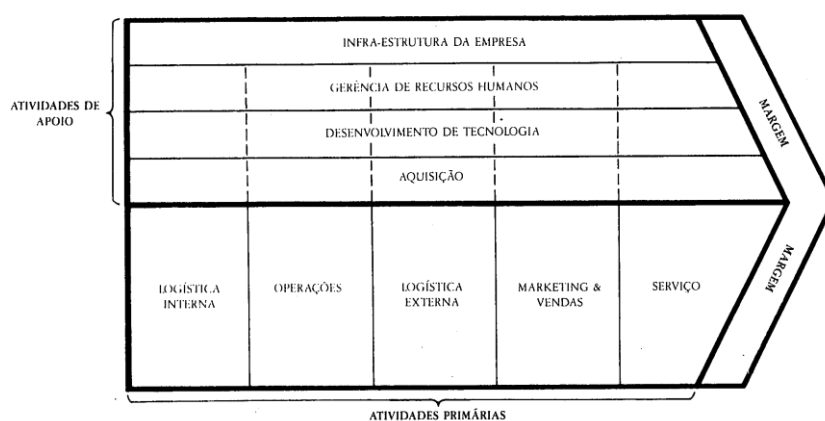 INFRA-ESTRUTURA DA EMPRESA
GERÊNCIA DE RECURSOS HUMANOS
ATIVIDADES DE
APOIO
DESENVOLVIMENTO DE TECNOLOGIA
AQUISIÇÃO
MARGEM
LOGÍSTICA
INTERNA
OPERAÇÕES
LOGÍSTICA
EXTERNA
MARKETING &
VENDAS
SERVIÇO
MARGEM
ATIVIDADES PRIMÁRIAS